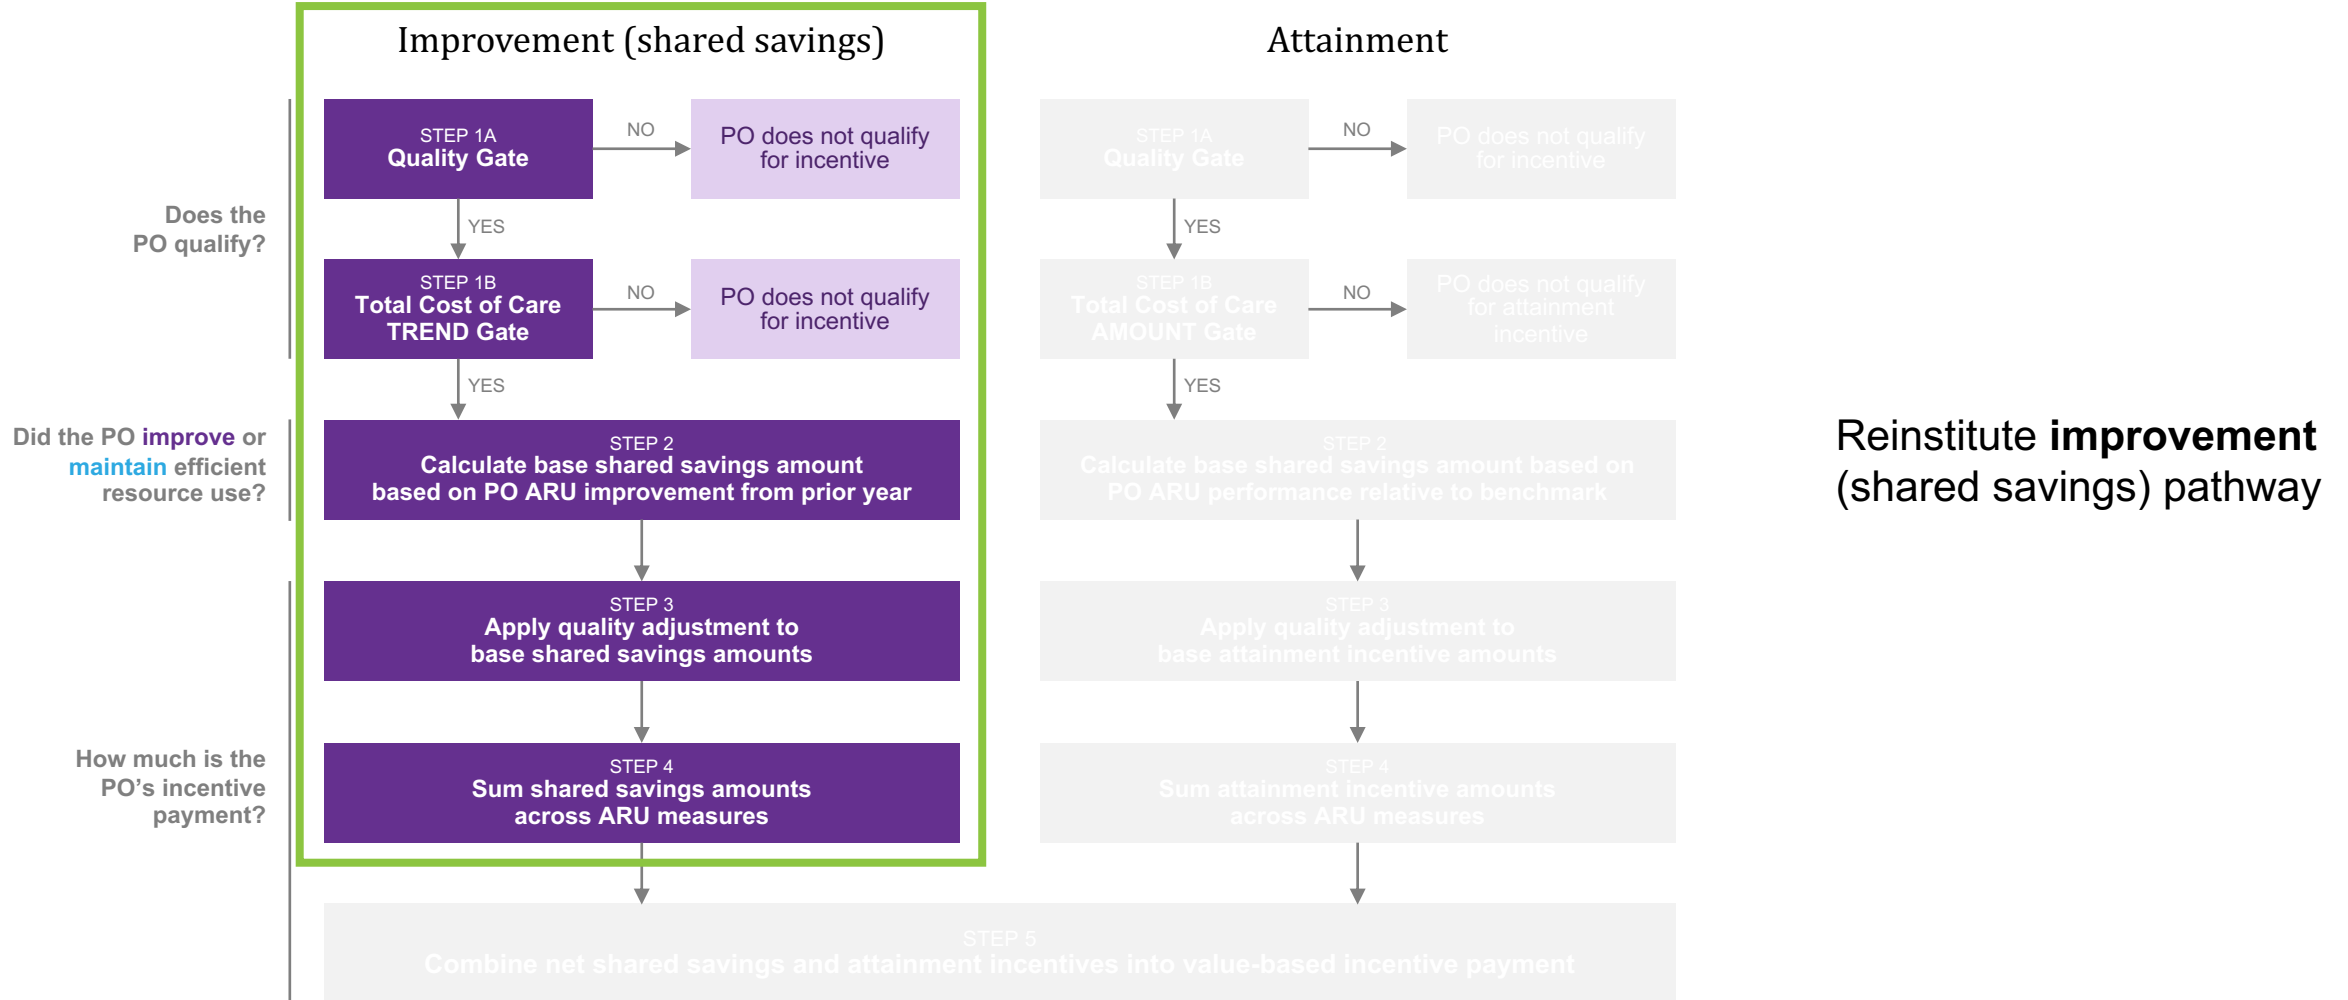 Improvement (shared savings)
Attainment
Does the
PO qualify?
STEP 1A
Quality Gate
NO
PO does not qualify
for incentive
YES
STEP 1B
Total Cost of Care
TREND Gate
NO
PO does not qualify
for incentive
YES
STEP 1A
Quality Gate
NO
PO does not qualify
for incentive
YES
STEP 1B
Total Cost of Care
AMOUNT Gate
NO
PO does not qualify
for attainment
incentive
YES
Did the PO improve or
maintain efficient
resource use?
STEP 2
Calculate base shared savings amount
based on PO ARU improvement from prior year
STEP 2
Calculate base shared savings amount based on
PO ARU performance relative to benchmark
Reinstitute improvement
(shared savings) pathway
How much is the
PO’s incentive
payment?
STEP 3
Apply quality adjustment to
base shared savings amounts
STEP 3
Apply quality adjustment to
base attainment incentive amounts
STEP 4
Sum shared savings amounts
across ARU measures
STEP 4
Sum attainment incentive amounts
across ARU measures
STEP 5
Combine net shared savings and attainment incentives into value-based incentive payment